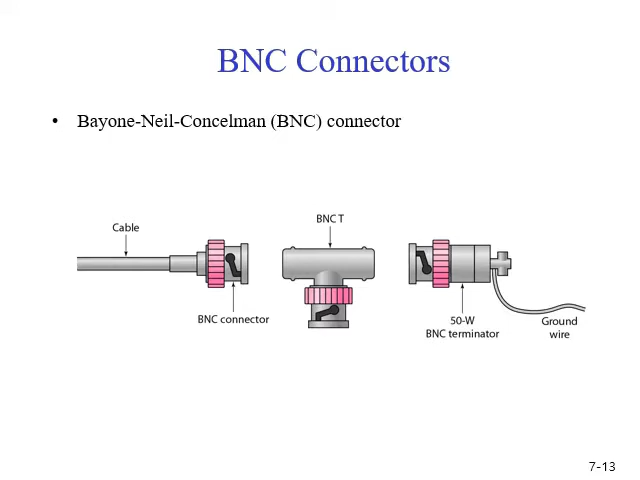 BNC Connectors
• Bayone-Neil-Concelman (BNC) connector
BNC T
Cable
BNC connector
50-W
BNC terminator
Ground
wire
7-13